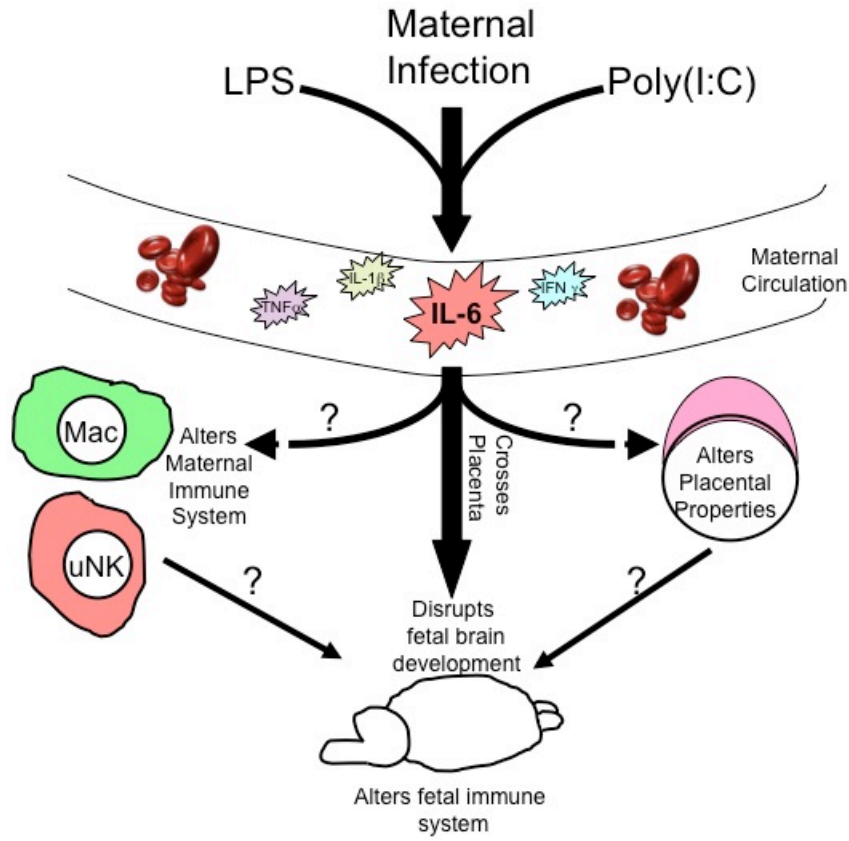 Maternal
Infection
LPS
Poly(I:C)
Maternal
Circulation
TNFα
IL-1β
IL-6
IFN γ
?
?
Mac
Alters
Maternal
Immune
System
Crosses
Placenta
Alters
Placental
Properties
uNK
?
?
Disrupts
fetal brain
development
Alters fetal immune
system